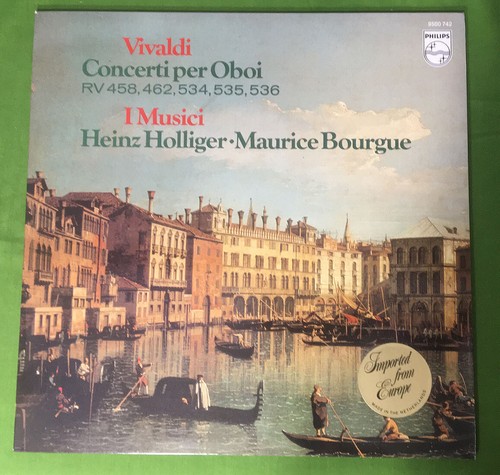 9500 742
PHILIPS
Vivaldi
Concerti per Oboi
RV 458, 462, 534, 535, 536
I Musici
Heinz Holliger · Maurice Bourgue
Imported
from
Europe
MADE IN THE NETHERLANDS